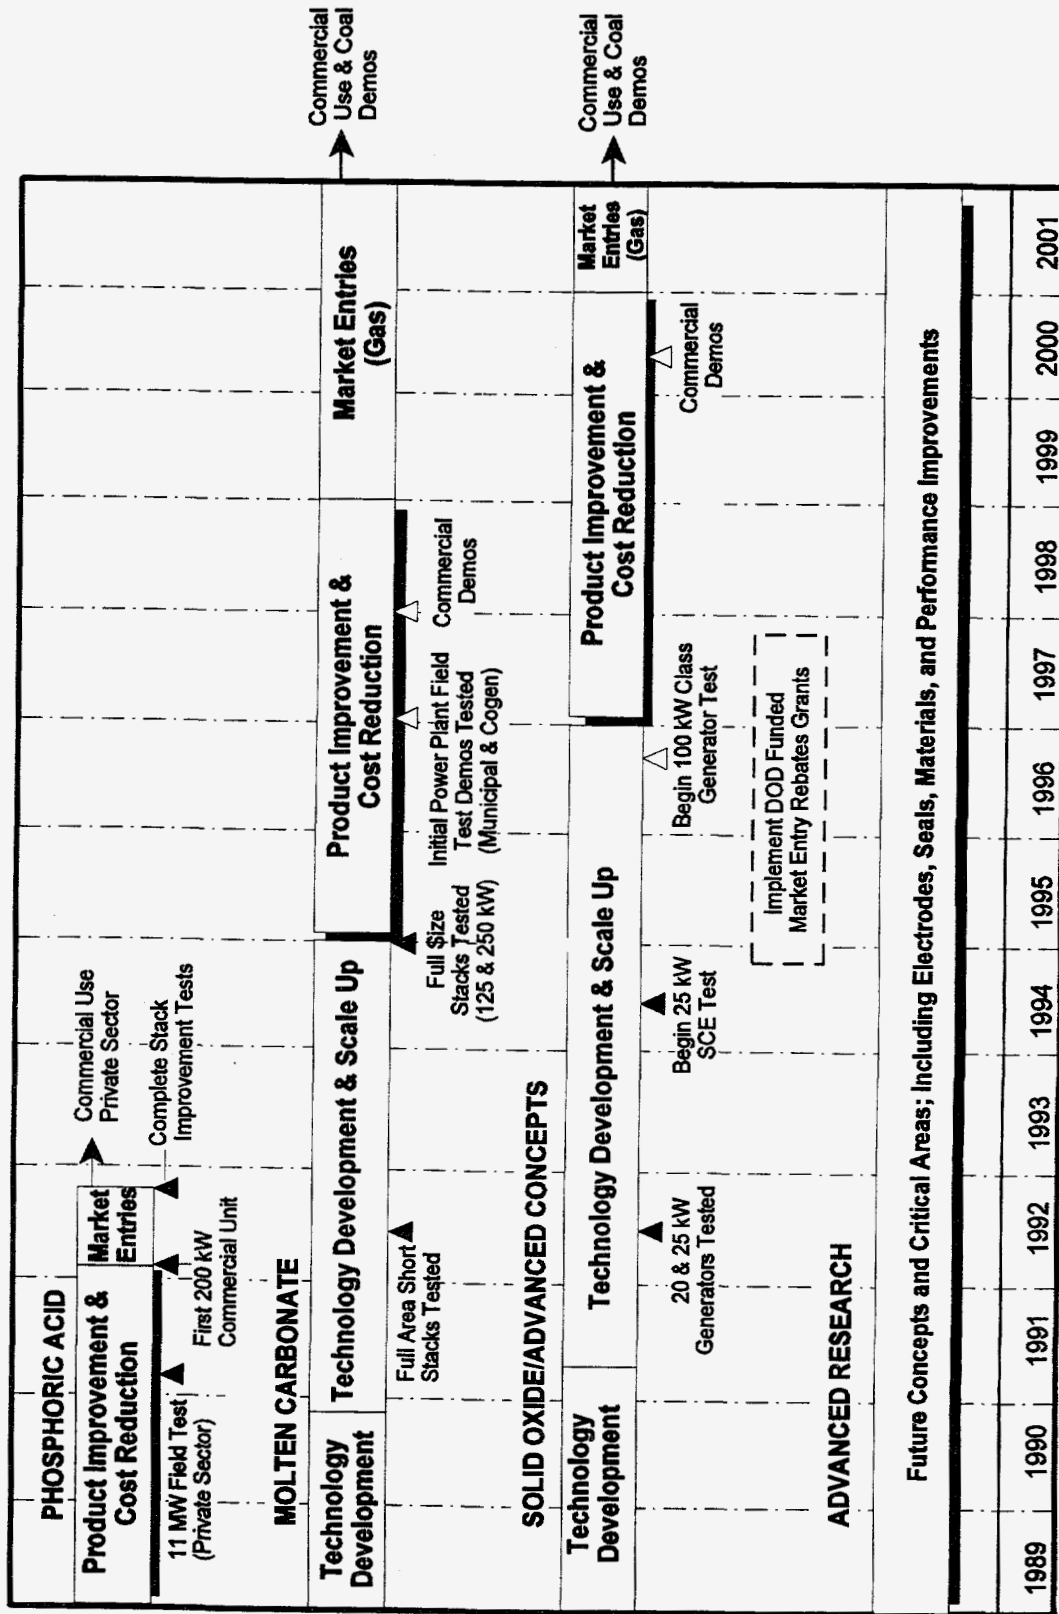 PHOSPHORIC ACID
Product Improvement &
Cost Reduction
Market
Entries
Commercial Use
Private Sector
11 MW Field Test
(Private Sector)
First 200 kW
Commercial Unit
Complete Stack
Improvement Tests
MOLTEN CARBONATE
Technology
Development
Technology Development & Scale Up
Product Improvement &
Cost Reduction
Market Entries
(Gas)
Commercial
Use & Coal
Demos
Full Area Short
Stacks Tested
Full Size
Stacks Tested
(125 & 250 kW)
Initial Power Plant Field
Test Demos Tested
(Municipal & Cogen)
Commercial
Demos
SOLID OXIDE/ADVANCED CONCEPTS
Technology
Development
Technology Development & Scale Up
Product Improvement &
Cost Reduction
Market
Entries
(Gas)
Commercial
Use & Coal
Demos
20 & 25 kW
Generators Tested
Begin 25 kW
SCE Test
Begin 100 kW Class
Generator Test
Commercial
Demos
Implement DOD Funded
Market Entry Rebates Grants
ADVANCED RESEARCH
Future Concepts and Critical Areas; Including Electrodes, Seals, Materials, and Performance Improvements
1989 1990 1991 1992 1993 1994 1995 1996 1997 1998 1999 2000 2001